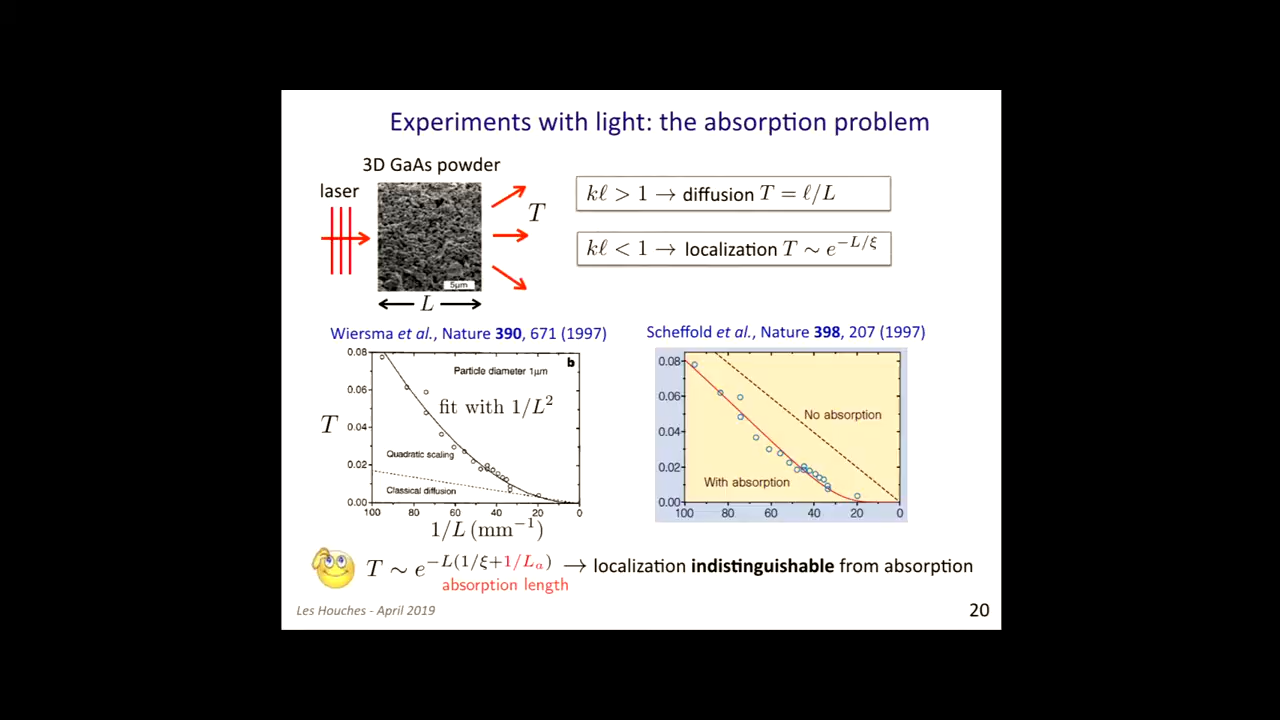 Experiments with light: the absorption problem
3D GaAs powder
laser
T
5µm
L
kℓ > 1 → diffusion T = ℓ/L
kℓ < 1 → localization T ∼ e^{−L/ξ}
Wiersma et al., Nature 390, 671 (1997)
0.08
0.06
0.04
0.02
0.00
T
b
Particle diameter 1µm
fit with 1/L²
Quadratic scaling
Classical diffusion
100 80 60 40 20 0
1/L (mm⁻¹)
Scheffold et al., Nature 398, 207 (1997)
0.08
0.06
0.04
0.02
0.00
No absorption
With absorption
100 80 60 40 20 0
T ∼ e^{−L(1/ξ+1/Lₐ)} → localization indistinguishable from absorption
absorption length
Les Houches - April 2019
20